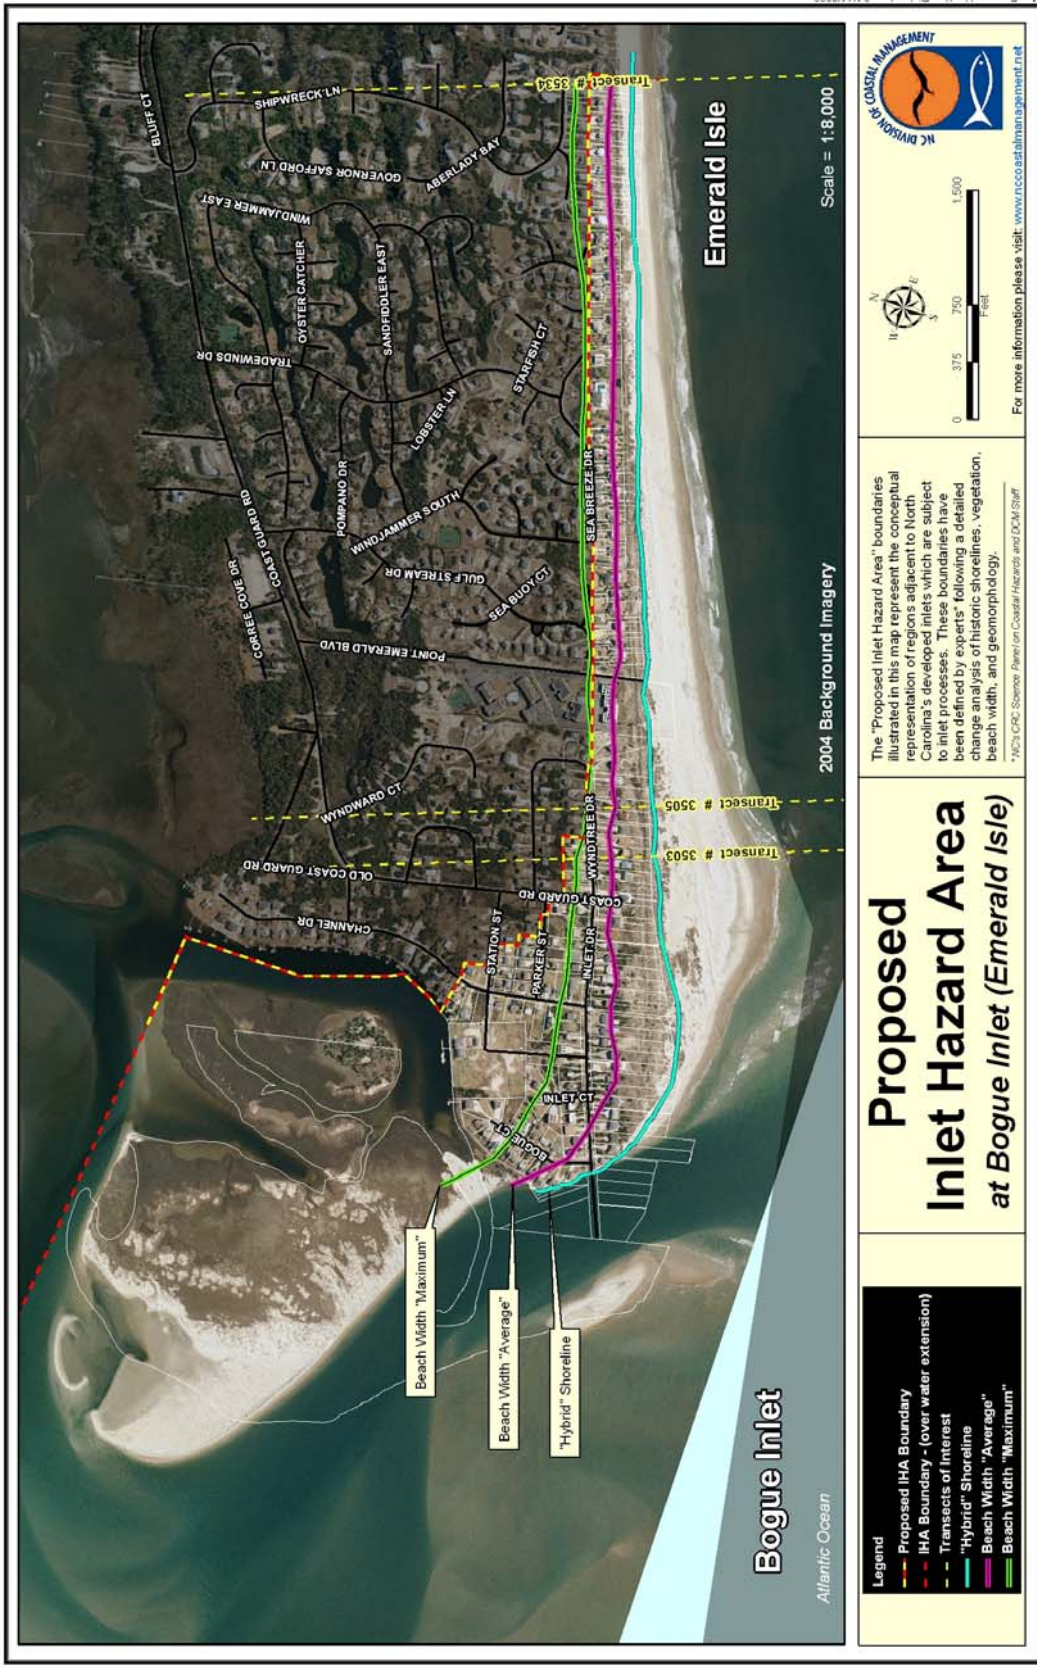 BLUFF CT
SHIPWRECK LN
GOVERNOR SAFFORD LN
ABERLADY BAY
WINDJAMMER EAST
OYSTER CATCHER
SANDFIDDLER EAST
TRADEWINDS DR
STARFISH CT
LOBSTER LN
POMPANO DR
WINDJAMMER SOUTH
COAST GUARD RD
CORREE COVE DR
GULF STREAM DR
SEA BUOY CT
POINT EMERALD BLVD
SEA BREEZE DR
WYNDWARD CT
WYNDTREE DR
OLD COAST GUARD RD
COAST GUARD RD
CHANNEL DR
STATION ST
PARKER ST
INLET DR
INLET CT
BOGUE CT
Transect # 3534
Transect # 3505
Transect # 3503
Beach Width "Maximum"
Beach Width "Average"
"Hybrid" Shoreline
Emerald Isle
Bogue Inlet
Atlantic Ocean
2004 Background Imagery
Scale = 1:8,000
Legend
Proposed IHA Boundary
IHA Boundary - (over water extension)
Transects of Interest
"Hybrid" Shoreline
Beach Width "Average"
Beach Width "Maximum"
Proposed
Inlet Hazard Area
at Bogue Inlet (Emerald Isle)
The "Proposed Inlet Hazard Area" boundaries
illustrated in this map represent the conceptual
representation of regions adjacent to North
Carolina's developed inlets which are subject
to inlet processes. These boundaries have
been defined by experts* following a detailed
change analysis of historic shorelines, vegetation,
beach width, and geomorphology.
*NC's CRC Science Panel on Coastal Hazards and DCM Staff
N
E
S
W
0 375 750 1,500
Feet
NC DIVISION OF COASTAL MANAGEMENT
For more information please visit: www.nccoastalmanagement.net